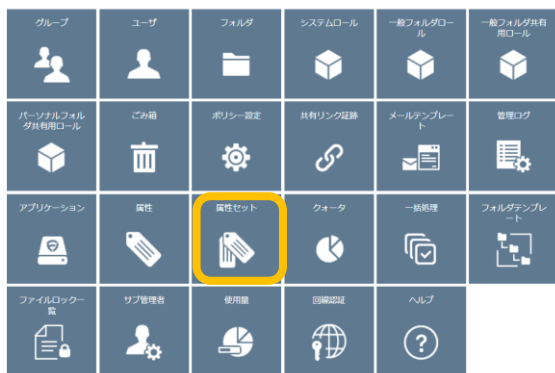 グループ
ユーザ
フォルダ
システムロール
一般フォルダロー
ル
一般フォルダ共有
用ロール
パーソナルフォル
ダ共有用ロール
ごみ箱
ポリシー設定
共有リンク証跡
メールテンプレー
ト
管理ログ
アプリケーション
属性
属性セット
クォータ
一括処理
フォルダテンプレ
ート
ファイルロック一
覧
サブ管理者
使用量
回線認証
ヘルプ